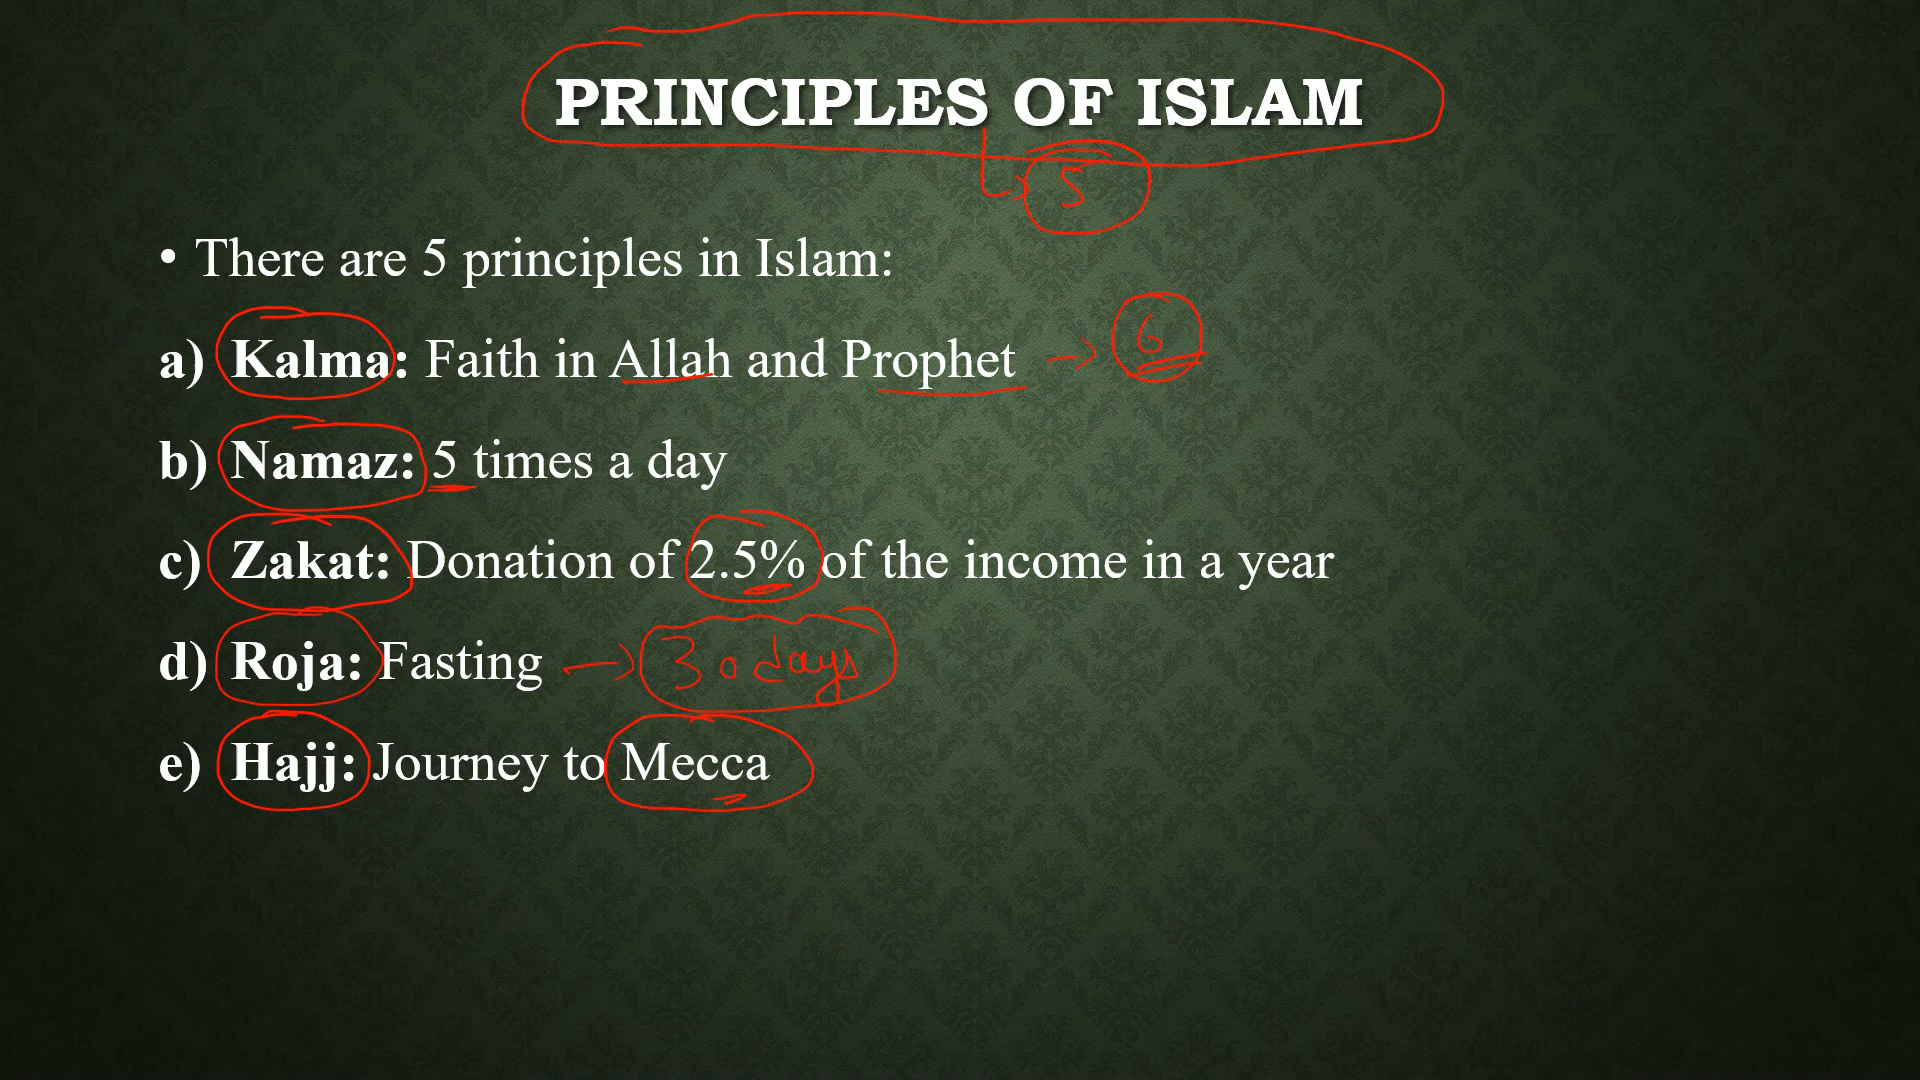 PRINCIPLES OF ISLAM
5
• There are 5 principles in Islam:
a) Kalma: Faith in Allah and Prophet → 6
b) Namaz: 5 times a day
c) Zakat: Donation of 2.5% of the income in a year
d) Roja: Fasting → 30 days
e) Hajj: Journey to Mecca